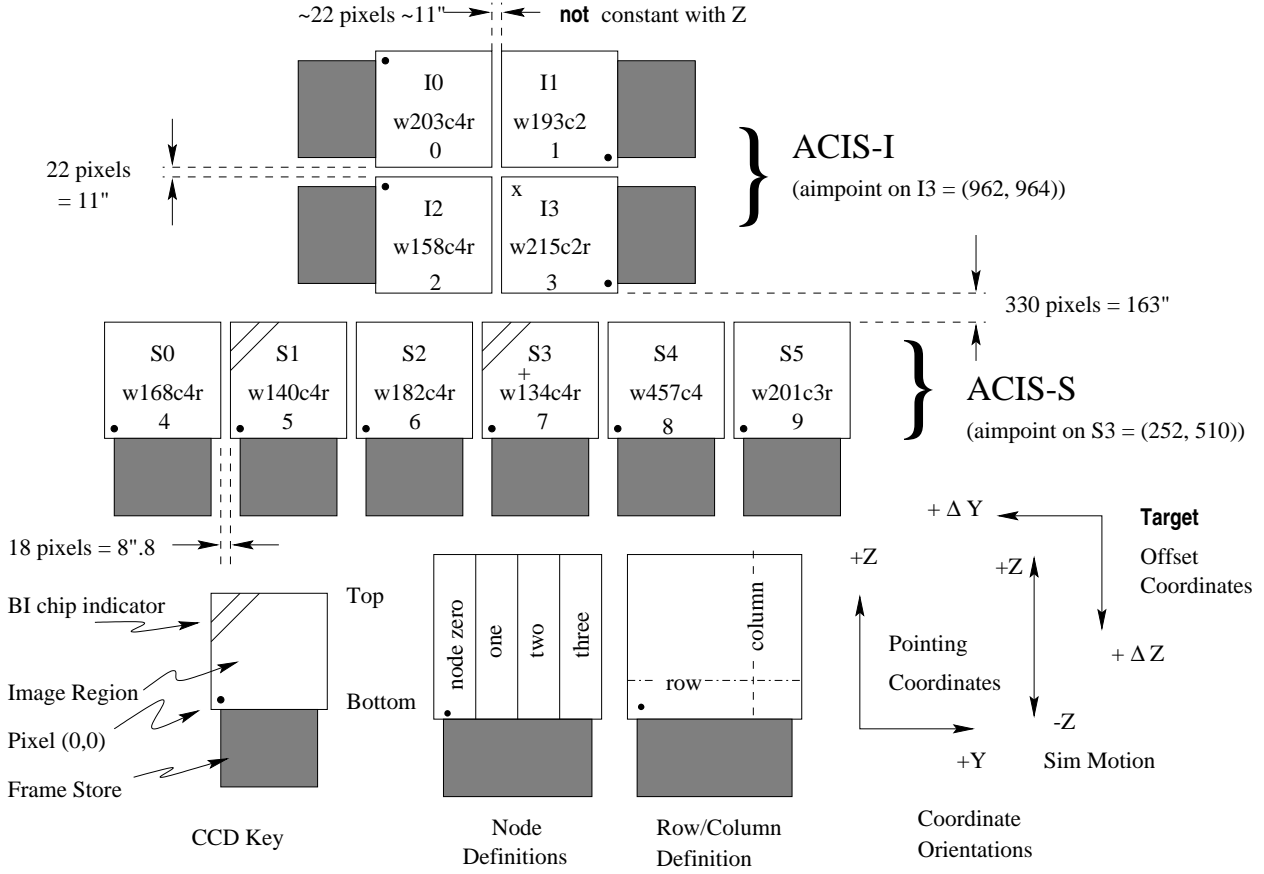 ~22 pixels ~11" not constant with Z
I0
w203c4r
0
I1
w193c2
1
22 pixels
= 11"
I2
w158c4r
2
x
I3
w215c2r
3
} ACIS-I
(aimpoint on I3 = (962, 964))
330 pixels = 163"
S0
w168c4r
4
S1
w140c4r
5
S2
w182c4r
6
S3
+
w134c4r
7
S4
w457c4
8
S5
w201c3r
9
} ACIS-S
(aimpoint on S3 = (252, 510))
18 pixels = 8".8
BI chip indicator
Image Region
Pixel (0,0)
Frame Store
Top
Bottom
CCD Key
node zero
one
two
three
Node
Definitions
row
column
Row/Column
Definition
+Z
Pointing
Coordinates
+Y
+ Δ Y
+Z
-Z
Sim Motion
Target
Offset
Coordinates
+ Δ Z
Coordinate
Orientations